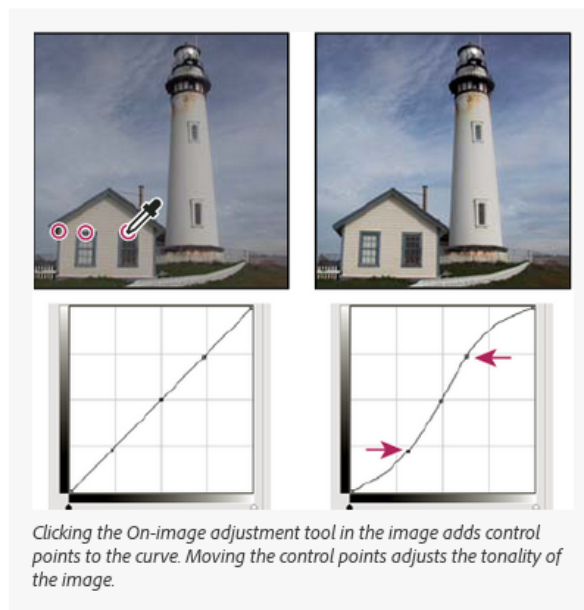 Clicking the On-image adjustment tool in the image adds control
points to the curve. Moving the control points adjusts the tonality of
the image.